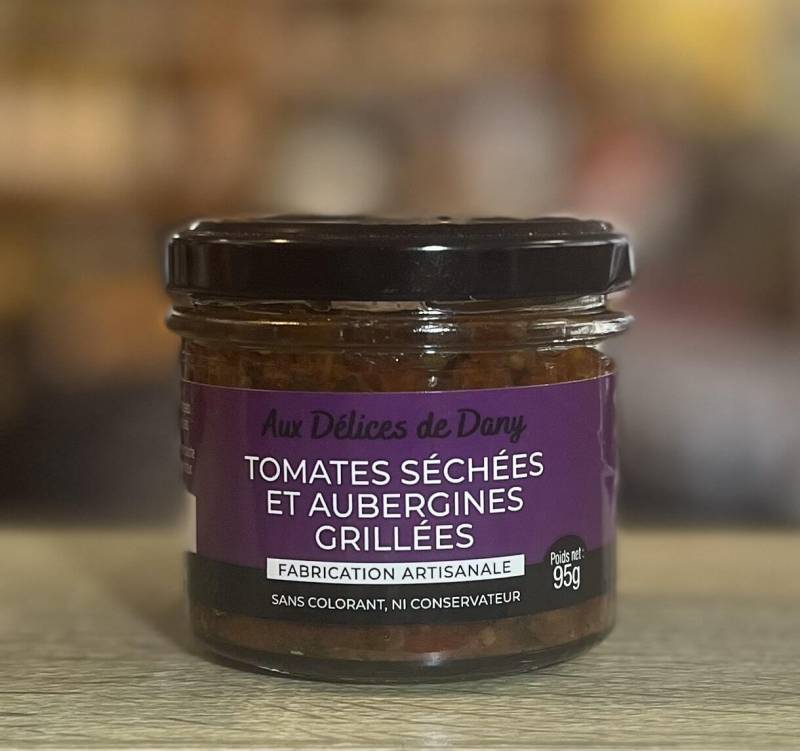 Aux Délices de Dany
TOMATES SÉCHÉES
ET AUBERGINES
GRILLÉES
FABRICATION ARTISANALE
SANS COLORANT, NI CONSERVATEUR
Poids net :
95g